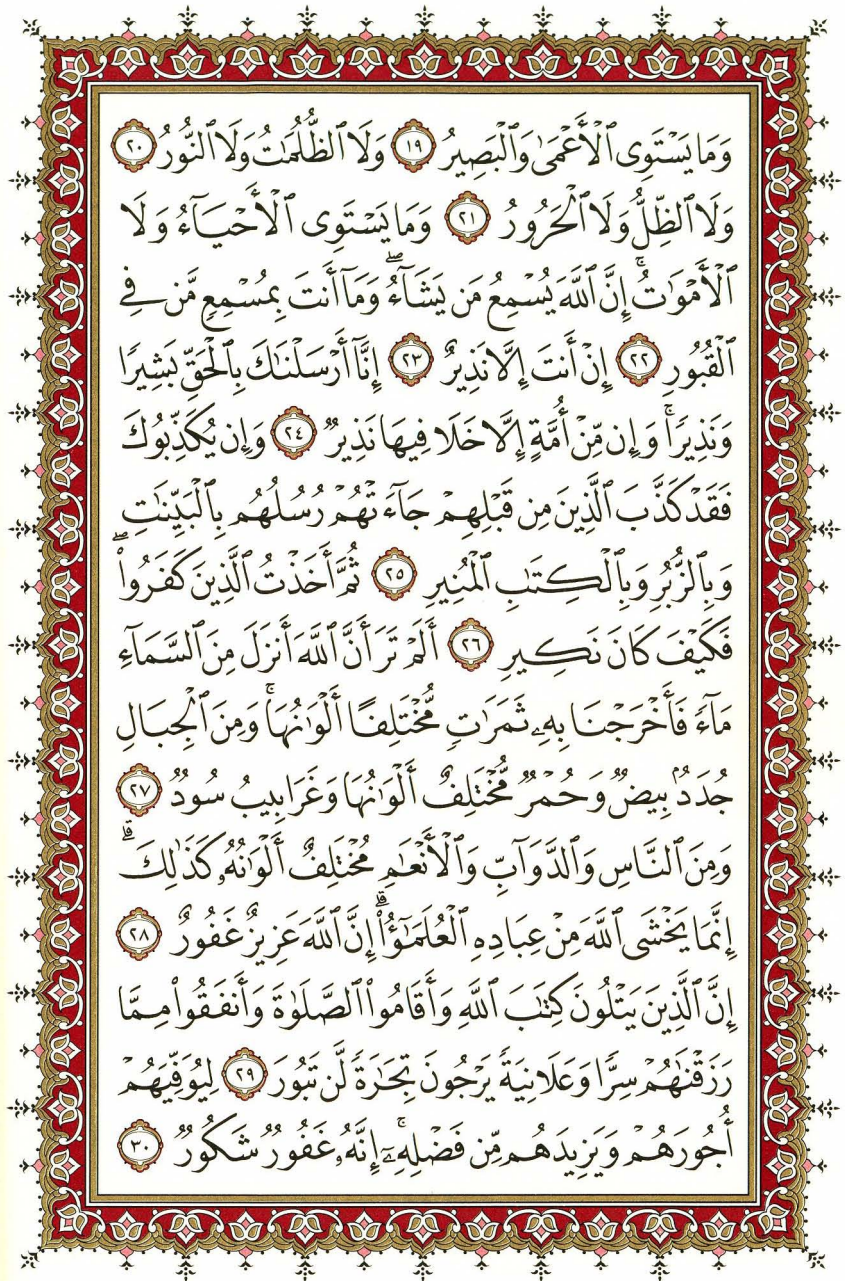 وَمَا يَسْتَوِى ٱلْأَعْمَىٰ وَٱلْبَصِيرُ ١٩ وَلَا ٱلظُّلُمَٰتُ وَلَا ٱلنُّورُ ٢٠
وَلَا ٱلظِّلُّ وَلَا ٱلْحَرُورُ ٢١ وَمَا يَسْتَوِى ٱلْأَحْيَآءُ وَلَا
ٱلْأَمْوَٰتُ ۚ إِنَّ ٱللَّهَ يُسْمِعُ مَن يَشَآءُ ۖ وَمَآ أَنتَ بِمُسْمِعٍ مَّن فِى
ٱلْقُبُورِ ٢٢ إِنْ أَنتَ إِلَّا نَذِيرٌ ٢٣ إِنَّآ أَرْسَلْنَٰكَ بِٱلْحَقِّ بَشِيرًا
وَنَذِيرًا ۚ وَإِن مِّنْ أُمَّةٍ إِلَّا خَلَا فِيهَا نَذِيرٌ ٢٤ وَإِن يُكَذِّبُوكَ
فَقَدْ كَذَّبَ ٱلَّذِينَ مِن قَبْلِهِمْ جَآءَتْهُمْ رُسُلُهُم بِٱلْبَيِّنَٰتِ
وَبِٱلزُّبُرِ وَبِٱلْكِتَٰبِ ٱلْمُنِيرِ ٢٥ ثُمَّ أَخَذْتُ ٱلَّذِينَ كَفَرُوا۟ ۖ
فَكَيْفَ كَانَ نَكِيرِ ٢٦ أَلَمْ تَرَ أَنَّ ٱللَّهَ أَنزَلَ مِنَ ٱلسَّمَآءِ
مَآءً فَأَخْرَجْنَا بِهِۦ ثَمَرَٰتٍ مُّخْتَلِفًا أَلْوَٰنُهَا ۚ وَمِنَ ٱلْجِبَالِ
جُدَدٌۢ بِيضٌ وَحُمْرٌ مُّخْتَلِفٌ أَلْوَٰنُهَا وَغَرَابِيبُ سُودٌ ٢٧
وَمِنَ ٱلنَّاسِ وَٱلدَّوَآبِّ وَٱلْأَنْعَٰمِ مُخْتَلِفٌ أَلْوَٰنُهُۥ كَذَٰلِكَ ۗ
إِنَّمَا يَخْشَى ٱللَّهَ مِنْ عِبَادِهِ ٱلْعُلَمَٰٓؤُا۟ ۗ إِنَّ ٱللَّهَ عَزِيزٌ غَفُورٌ ٢٨
إِنَّ ٱلَّذِينَ يَتْلُونَ كِتَٰبَ ٱللَّهِ وَأَقَامُوا۟ ٱلصَّلَوٰةَ وَأَنفَقُوا۟ مِمَّا
رَزَقْنَٰهُمْ سِرًّا وَعَلَانِيَةً يَرْجُونَ تِجَٰرَةً لَّن تَبُورَ ٢٩ لِيُوَفِّيَهُمْ
أُجُورَهُمْ وَيَزِيدَهُم مِّن فَضْلِهِۦٓ ۚ إِنَّهُۥ غَفُورٌ شَكُورٌ ٣٠